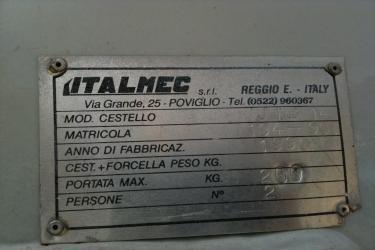 ITALMEC s.r.l. REGGIO E. - ITALY
Via Grande, 25 - POVIGLIO - Tel. (0522) 960367
MOD. CESTELLO
MATRICOLA
ANNO DI FABBRICAZ.
CEST. + FORCELLA PESO KG.
PORTATA MAX. KG. 200
PERSONE N° 2